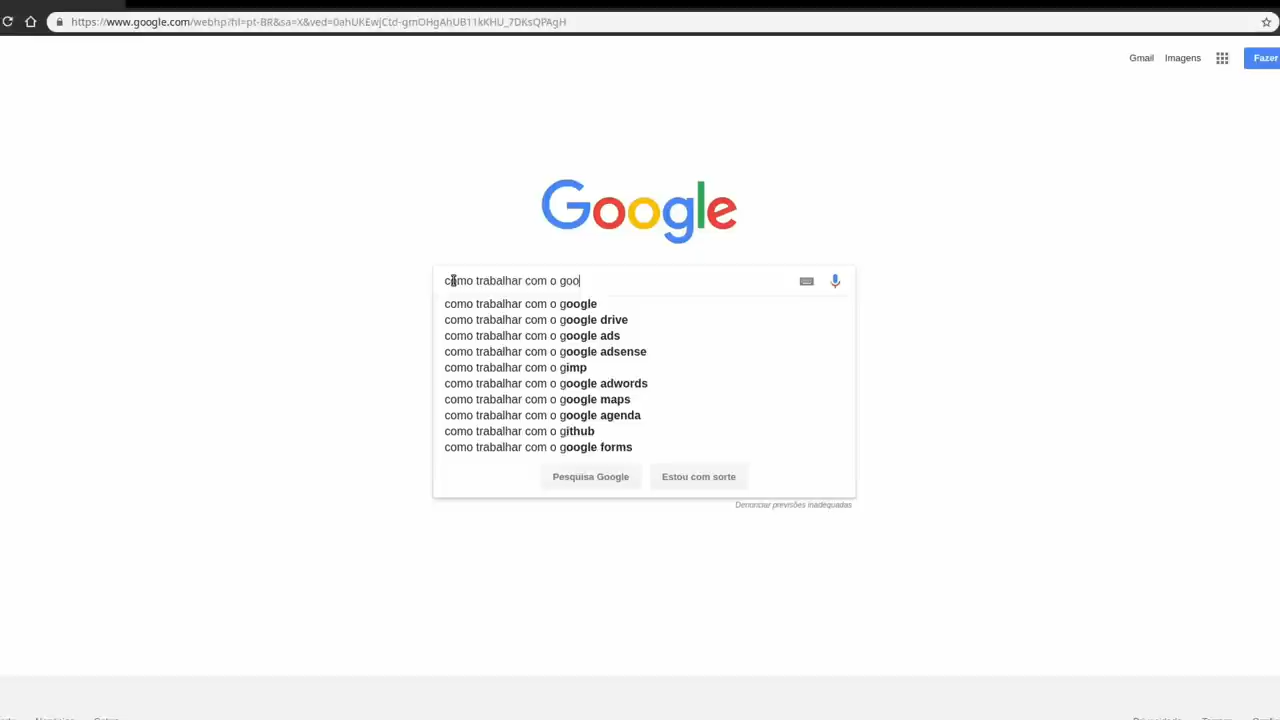 https://www.google.com/webhp?hl=pt-BR&sa=X&ved=0ahUKEwjCtd-gmOHgAhUB11kKHU_7DKsQPAgH
Gmail Imagens Fazer
Google
como trabalhar com o goo
como trabalhar com o google
como trabalhar com o google drive
como trabalhar com o google ads
como trabalhar com o google adsense
como trabalhar com o gimp
como trabalhar com o google adwords
como trabalhar com o google maps
como trabalhar com o google agenda
como trabalhar com o github
como trabalhar com o google forms
Pesquisa Google Estou com sorte
Denunciar previsões inadequadas